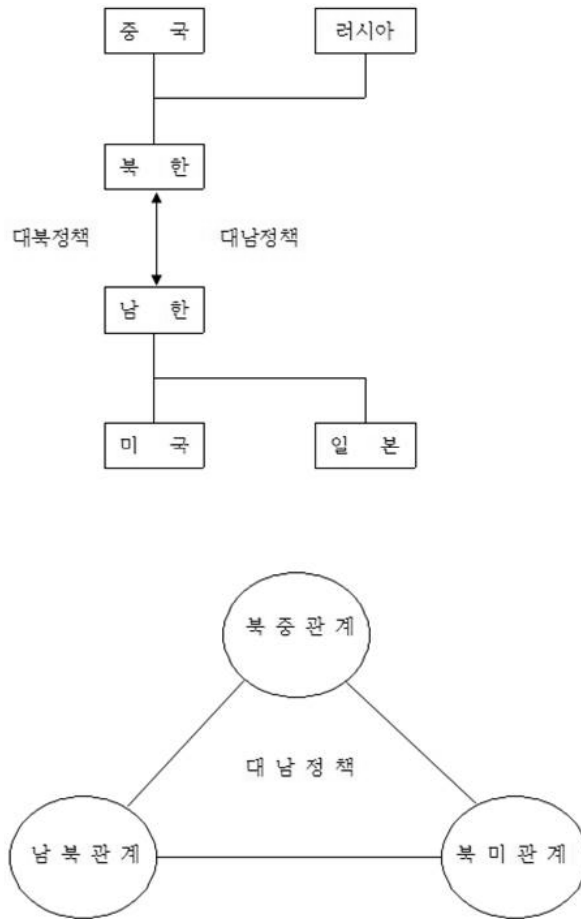 중 국 러시아
북 한
대북정책 대남정책
남 한
미 국 일 본
북 중 관 계
대 남 정 책
남 북 관 계 북 미 관 계